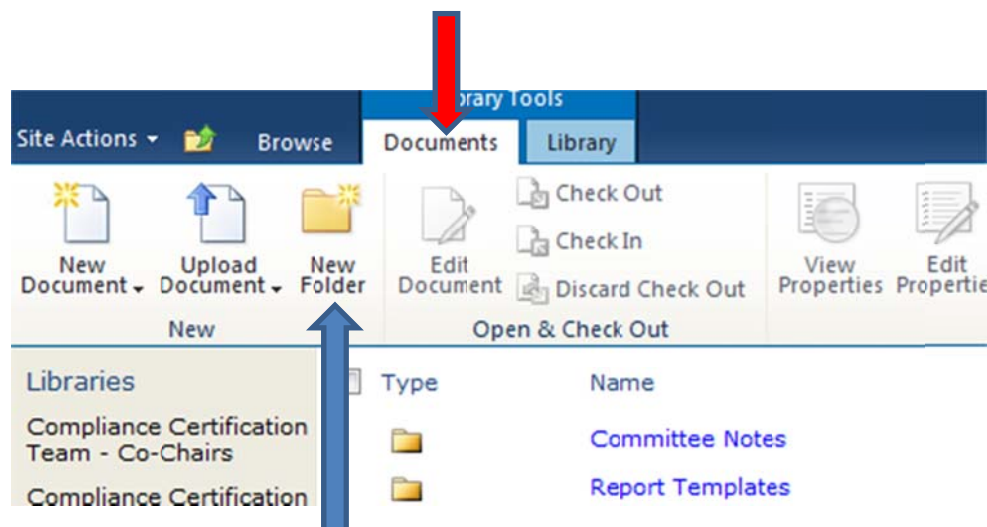 Tools
Site Actions
Browse
Documents
Library
New Document
Upload Document
New Folder
Edit Document
Check Out
Check In
Discard Check Out
View Properties
Edit
New
Open & Check Out
Libraries
Type
Name
Compliance Certification
Team - Co-Chairs
Committee Notes
Compliance Certification
Report Templates